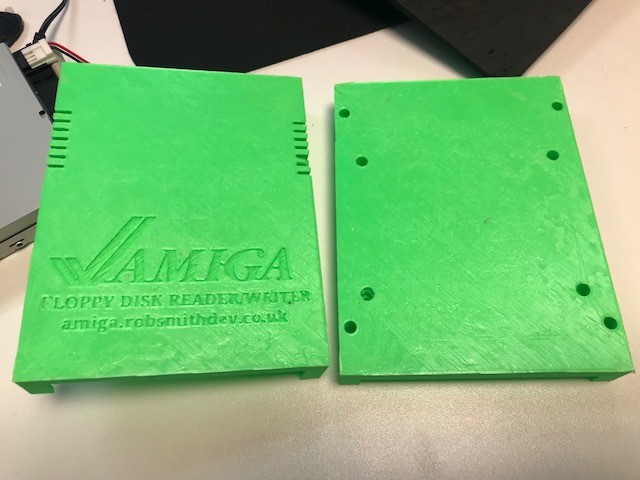 AMIGA
FLOPPY DISK READER/WRITER
amiga.robsmithdev.co.uk